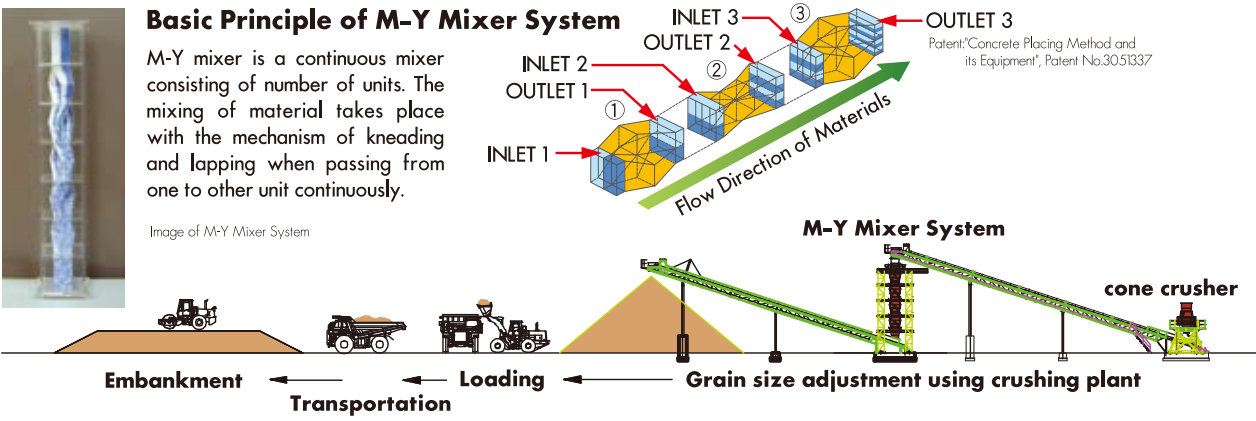 Basic Principle of M-Y Mixer System
M-Y mixer is a continuous mixer
consisting of number of units. The
mixing of material takes place
with the mechanism of kneading
and lapping when passing from
one to other unit continuously.
Image of M-Y Mixer System
INLET 3
③
OUTLET 3
OUTLET 2
Patent:"Concrete Placing Method and
its Equipment", Patent No.3051337
INLET 2
②
OUTLET 1
①
INLET 1
Flow Direction of Materials
M-Y Mixer System
cone crusher
Embankment
Loading
Grain size adjustment using crushing plant
Transportation